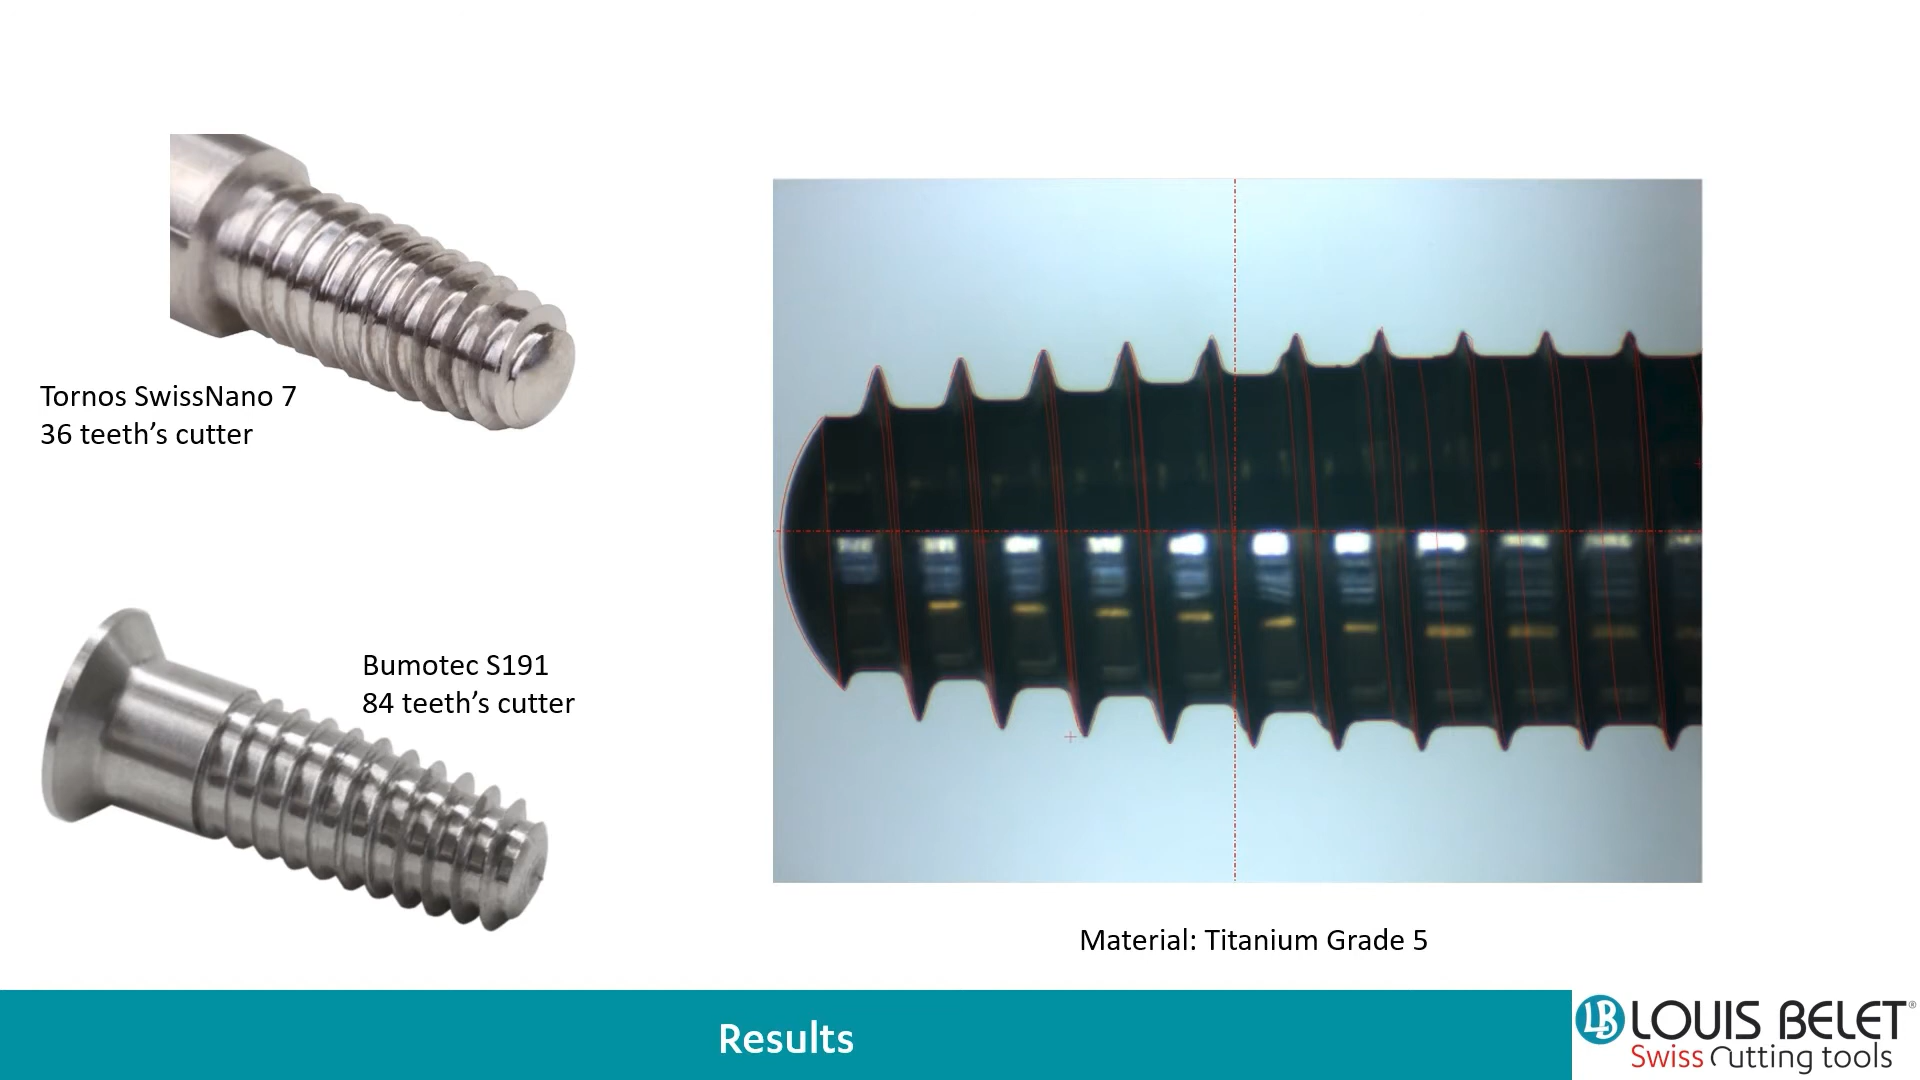 Tornos SwissNano 7
36 teeth’s cutter
Bumotec S191
84 teeth’s cutter
Material: Titanium Grade 5
Results
LB LOUIS BELET®
Swiss Cutting tools